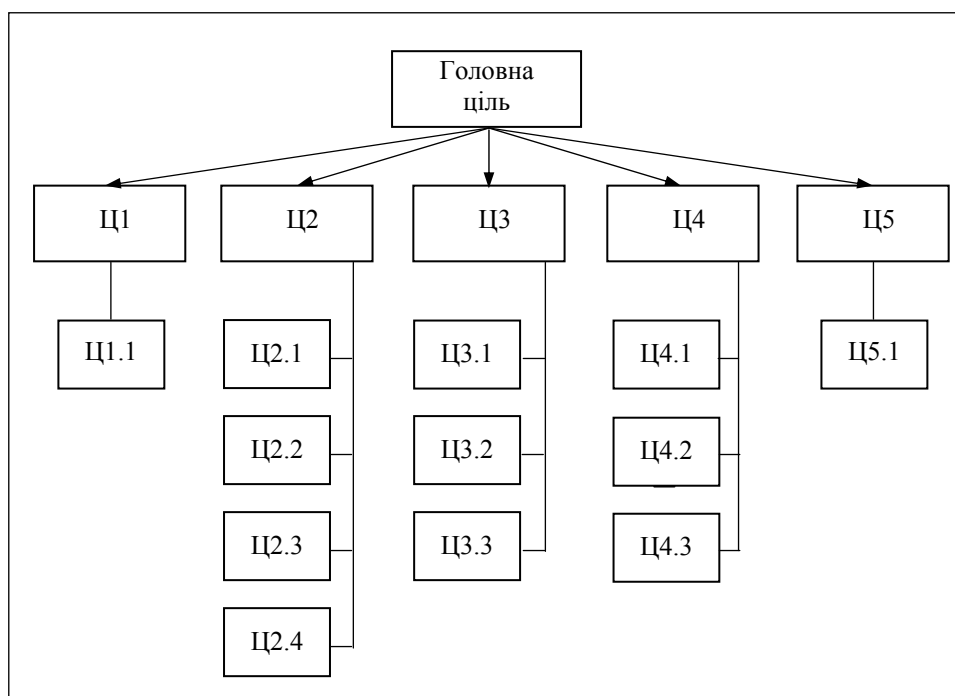 Головна
ціль
Ц1
Ц2
Ц3
Ц4
Ц5
Ц1.1
Ц2.1
Ц3.1
Ц4.1
Ц5.1
Ц2.2
Ц3.2
Ц4.2
Ц2.3
Ц3.3
Ц4.3
Ц2.4